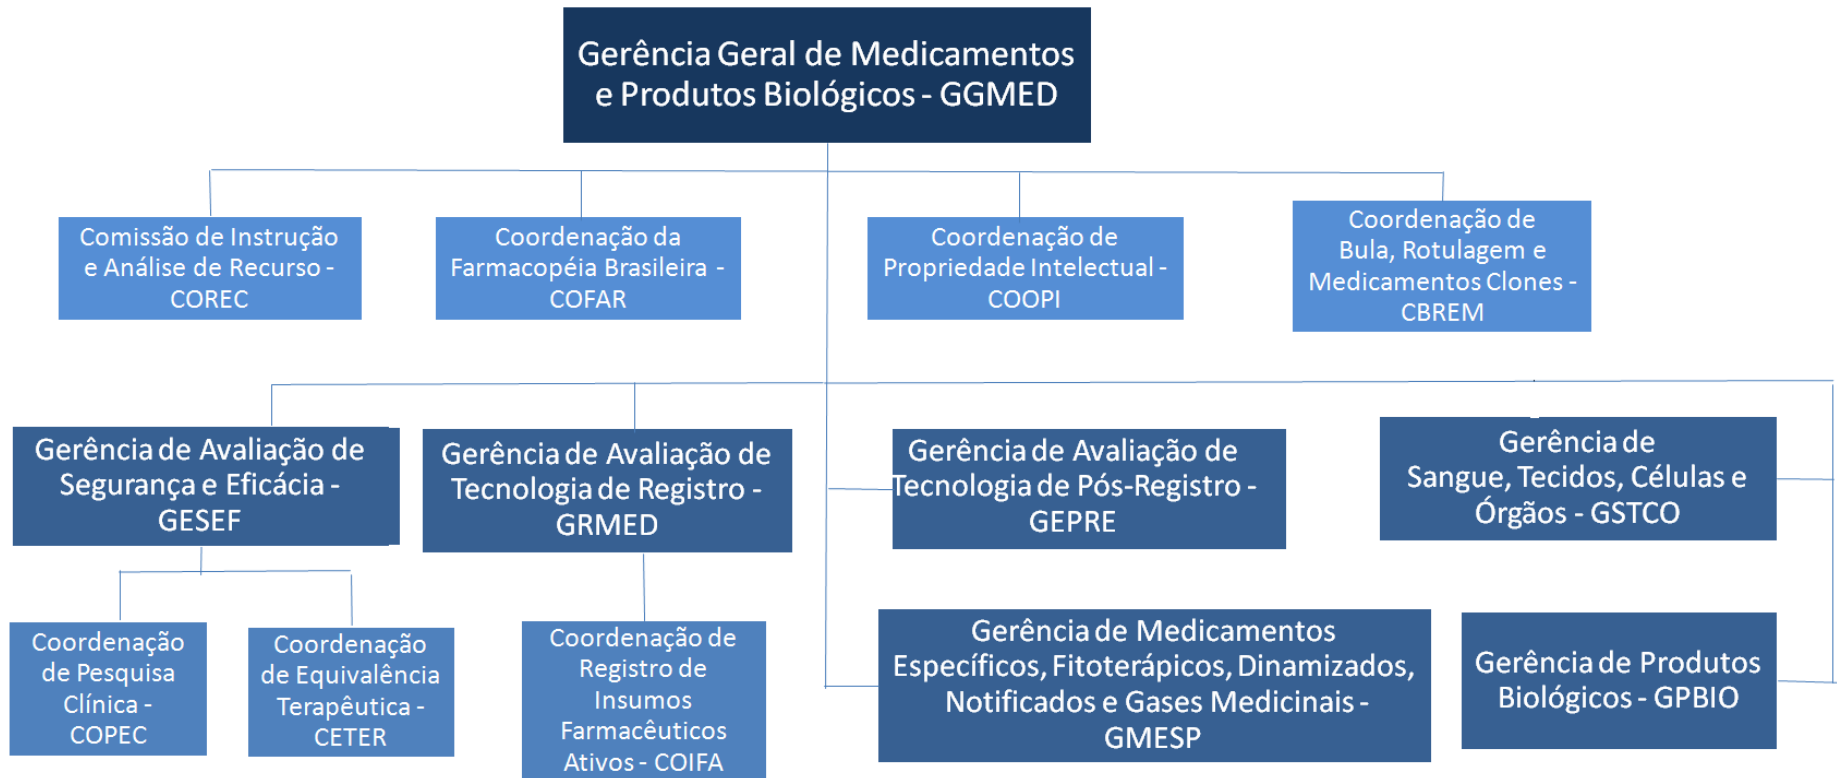 Gerência Geral de Medicamentos
e Produtos Biológicos - GGMED
Comissão de Instrução
e Análise de Recurso -
COREC
Coordenação da
Farmacopéia Brasileira -
COFAR
Coordenação de
Propriedade Intelectual -
COOPI
Coordenação de
Bula, Rotulagem e
Medicamentos Clones -
CBREM
Gerência de Avaliação de
Segurança e Eficácia -
GESEF
Gerência de Avaliação de
Tecnologia de Registro -
GRMED
Gerência de Avaliação de
Tecnologia de Pós-Registro -
GEPRE
Gerência de
Sangue, Tecidos, Células e
Órgãos - GSTCO
Coordenação
de Pesquisa
Clínica -
COPEC
Coordenação
de Equivalência
Terapêutica -
CETER
Coordenação de
Registro de
Insumos
Farmacêuticos
Ativos - COIFA
Gerência de Medicamentos
Específicos, Fitoterápicos, Dinamizados,
Notificados e Gases Medicinais -
GMESP
Gerência de Produtos
Biológicos - GPBIO